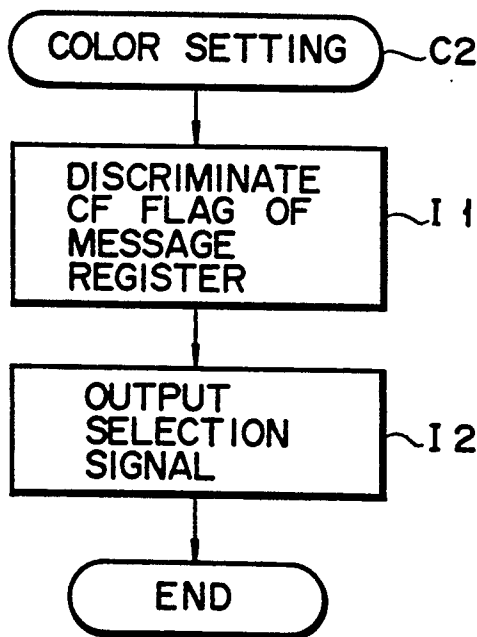 COLOR SETTING C2
DISCRIMINATE
CF FLAG OF
MESSAGE
REGISTER
I1
OUTPUT
SELECTION
SIGNAL
I2
END